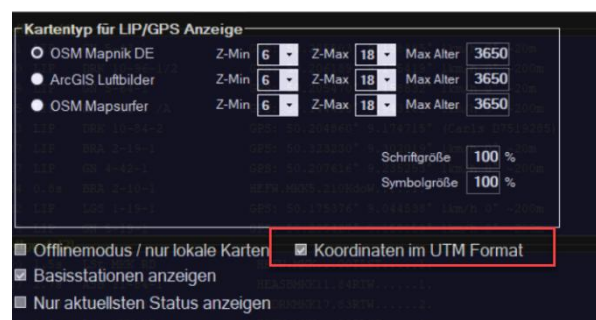 Kartentyp für LIP/GPS Anzeige
OSM Mapnik DE Z-Min 6 Z-Max 18 Max Alter 3650
ArcGIS Luftbilder Z-Min 6 Z-Max 18 Max Alter 3650
OSM Mapsurfer Z-Min 6 Z-Max 18 Max Alter 3650
Schriftgröße 100 %
Symbolgröße 100 %
Offlinemodus / nur lokale Karten Koordinaten im UTM Format
Basisstationen anzeigen
Nur aktuellsten Status anzeigen